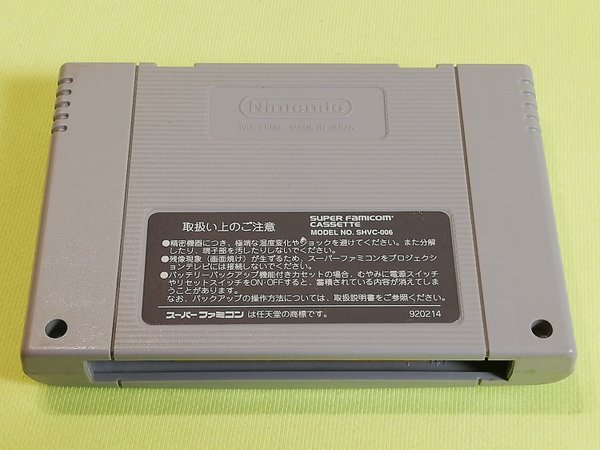 Nintendo
PAT. PEND. MADE IN JAPAN
取扱い上のご注意
SUPER FAMICOM
CASSETTE
MODEL NO. SHVC-006
●精密機器につき、極端な温度変化やショックを避けてください。また分解
したり、端子部を汚したりしないでください。
●残像現象（画面焼け）が生ずるため、スーパーファミコンをプロジェクシ
ョンテレビには接続しないでください。
●バッテリーバックアップ機能付きカセットの場合、むやみに電源スイッチ
やリセットスイッチをON・OFFすると、蓄積されている内容が消えてしま
うことがあります。
なお、バックアップの操作方法については、取扱説明書をご参照ください。
スーパーファミコン は任天堂の商標です。
920214